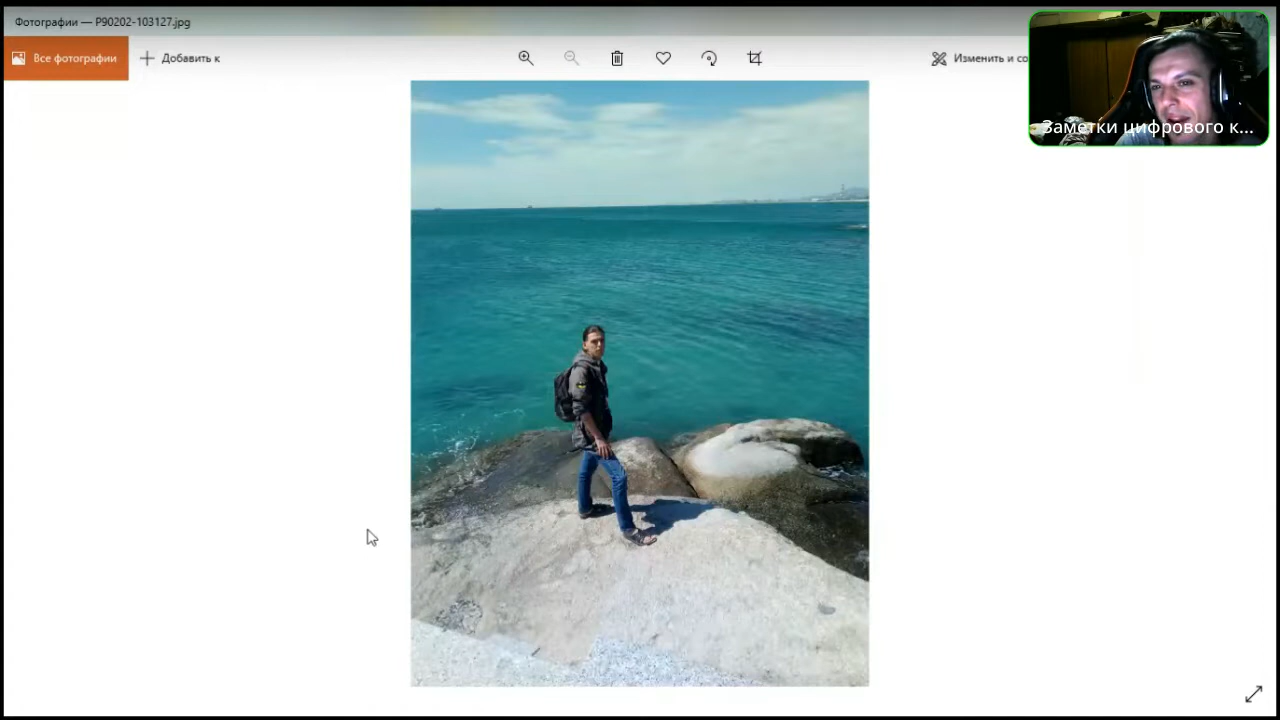 Фотографии — P90202-103127.jpg
Все фотографии
Добавить к
Изменить и со
Заметки цифрового к...